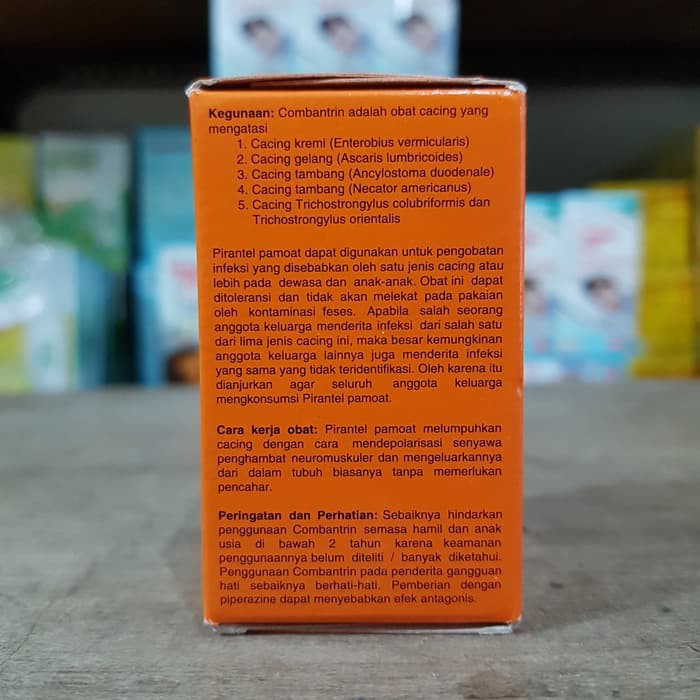 Kegunaan: Combantrin adalah obat cacing yang
mengatasi
1. Cacing kremi (Enterobius vermicularis)
2. Cacing gelang (Ascaris lumbricoides)
3. Cacing tambang (Ancylostoma duodenale)
4. Cacing tambang (Necator americanus)
5. Cacing Trichostrongylus colubriformis dan
Trichostrongylus orientalis
Pirantel pamoat dapat digunakan untuk pengobatan
infeksi yang disebabkan oleh satu jenis cacing atau
lebih pada dewasa dan anak-anak. Obat ini dapat
ditoleransi dan tidak akan melekat pada pakaian
oleh kontaminasi feses. Apabila salah seorang
anggota keluarga menderita infeksi dari salah satu
dari lima jenis cacing ini, maka besar kemungkinan
anggota keluarga lainnya juga menderita infeksi
yang sama yang tidak teridentifikasi. Oleh karena itu
dianjurkan agar seluruh anggota keluarga
mengkonsumsi Pirantel pamoat.
Cara kerja obat: Pirantel pamoat melumpuhkan
cacing dengan cara mendepolarisasi senyawa
penghambat neuromuskuler dan mengeluarkannya
dari dalam tubuh biasanya tanpa memerlukan
pencahar.
Peringatan dan Perhatian: Sebaiknya hindarkan
penggunaan Combantrin semasa hamil dan anak
usia di bawah 2 tahun karena keamanan
penggunaannya belum diteliti / banyak diketahui.
Penggunaan Combantrin pada penderita gangguan
hati sebaiknya berhati-hati. Pemberian dengan
piperazine dapat menyebabkan efek antagonis.